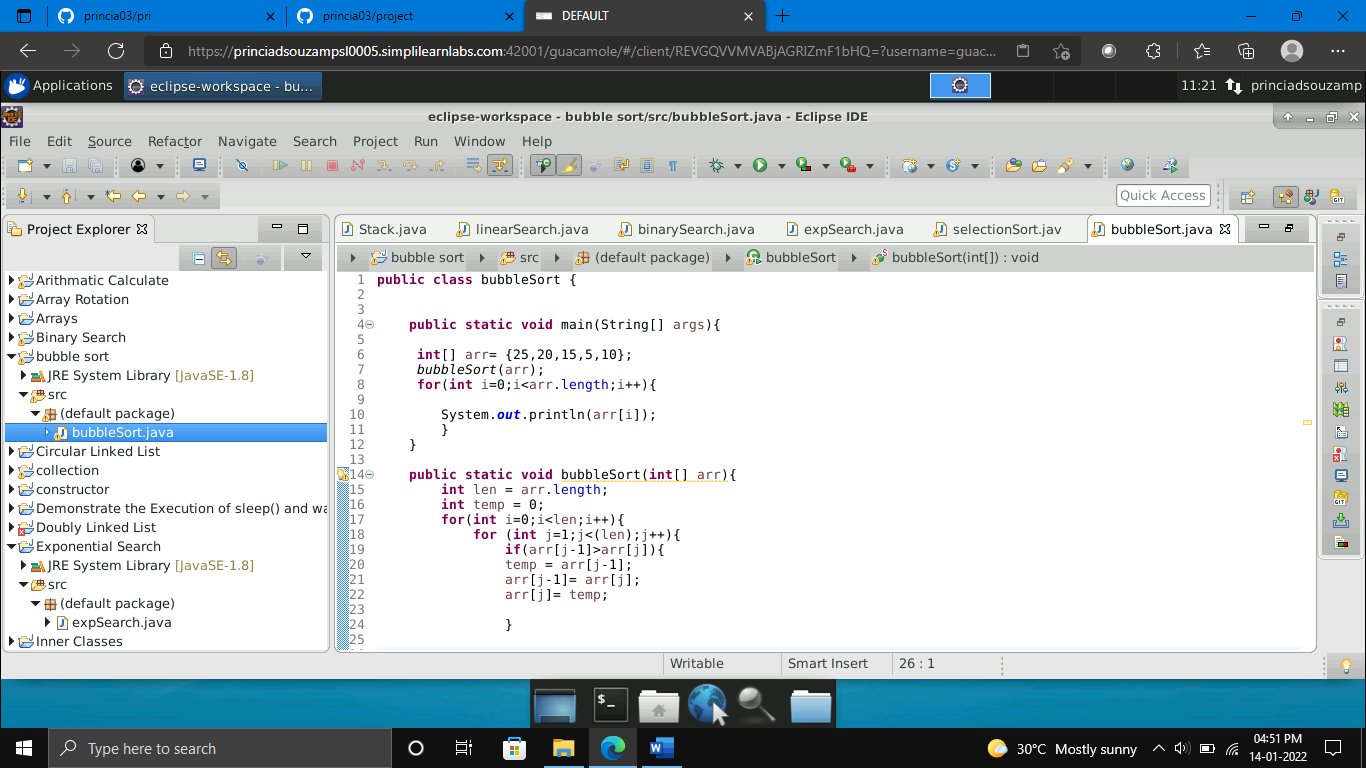 princia03/pri
princia03/project
DEFAULT
https://princiadsouzampsl0005.simplilearnlabs.com:42001/guacamole/#/client/REVGQVVMVABjAGRlZmF1bHQ=?username=guac...
Applications
eclipse-workspace - bu...
11:21
princiadsouzamp
eclipse-workspace - bubble sort/src/bubbleSort.java - Eclipse IDE
File Edit Source Refactor Navigate Search Project Run Window Help
Quick Access
Project Explorer
Stack.java
linearSearch.java
binarySearch.java
expSearch.java
selectionSort.jav
bubbleSort.java
bubble sort
src
(default package)
bubbleSort
bubbleSort(int[]) : void
Arithmatic Calculate
Array Rotation
Arrays
Binary Search
bubble sort
JRE System Library [JavaSE-1.8]
src
(default package)
bubbleSort.java
Circular Linked List
collection
constructor
Demonstrate the Execution of sleep() and wa
Doubly Linked List
Exponential Search
JRE System Library [JavaSE-1.8]
src
(default package)
expSearch.java
Inner Classes
1 public class bubbleSort {
2
3
4 public static void main(String[] args){
5
6 int[] arr= {25,20,15,5,10};
7 bubbleSort(arr);
8 for(int i=0;i<arr.length;i++){
9
10 System.out.println(arr[i]);
11 }
12 }
13
14 public static void bubbleSort(int[] arr){
15 int len = arr.length;
16 int temp = 0;
17 for(int i=0;i<len;i++){
18 for (int j=1;j<(len);j++){
19 if(arr[j-1]>arr[j]){
20 temp = arr[j-1];
21 arr[j-1]= arr[j];
22 arr[j]= temp;
23
24 }
25
Writable
Smart Insert
26 : 1
Type here to search
30°C Mostly sunny
04:51 PM
14-01-2022